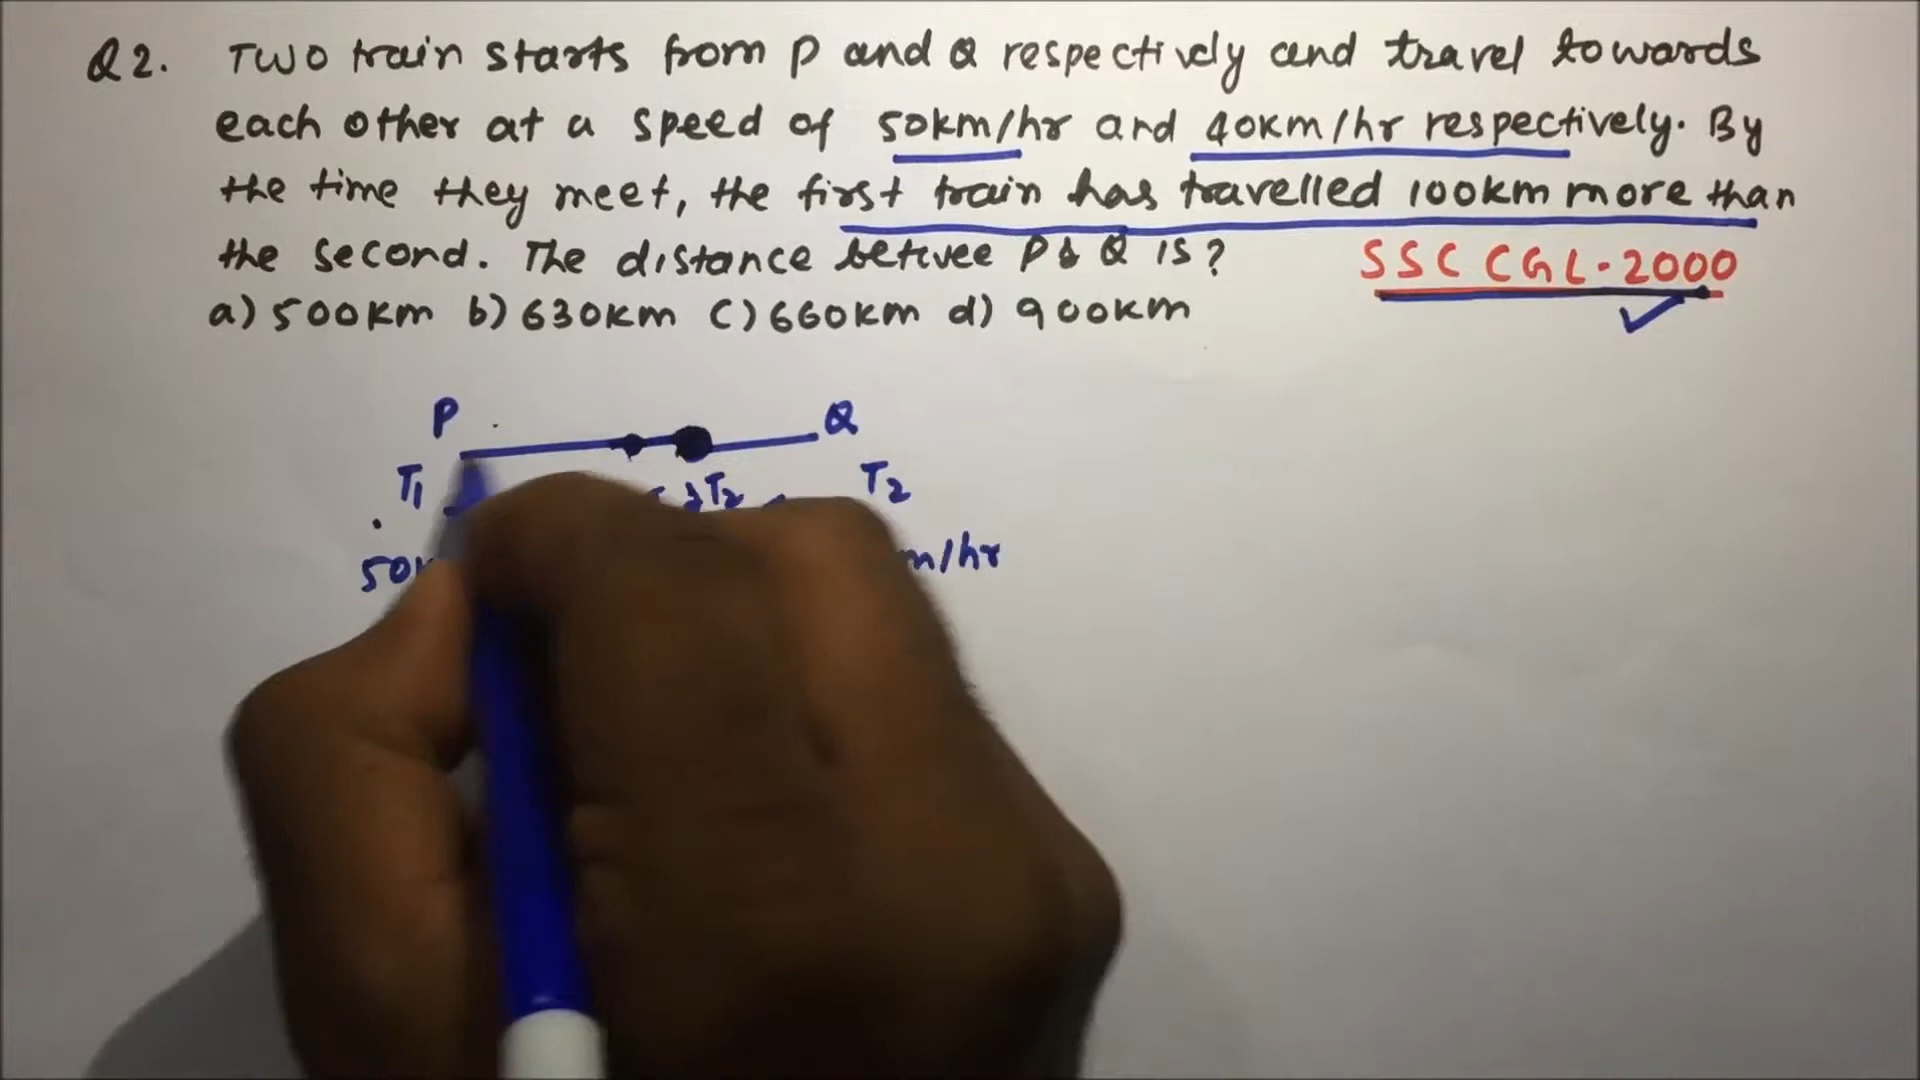 Q2. Two train starts from P and Q respectively and travel towards
each other at a speed of 50km/hr and 40km/hr respectively. By
the time they meet, the first train has travelled 100km more than
the second. The distance betwee P & Q is?
SSC CGL-2000
a) 500km b) 630km c) 660km d) 900km
P Q
T1 & T2 T2
50 m/hr